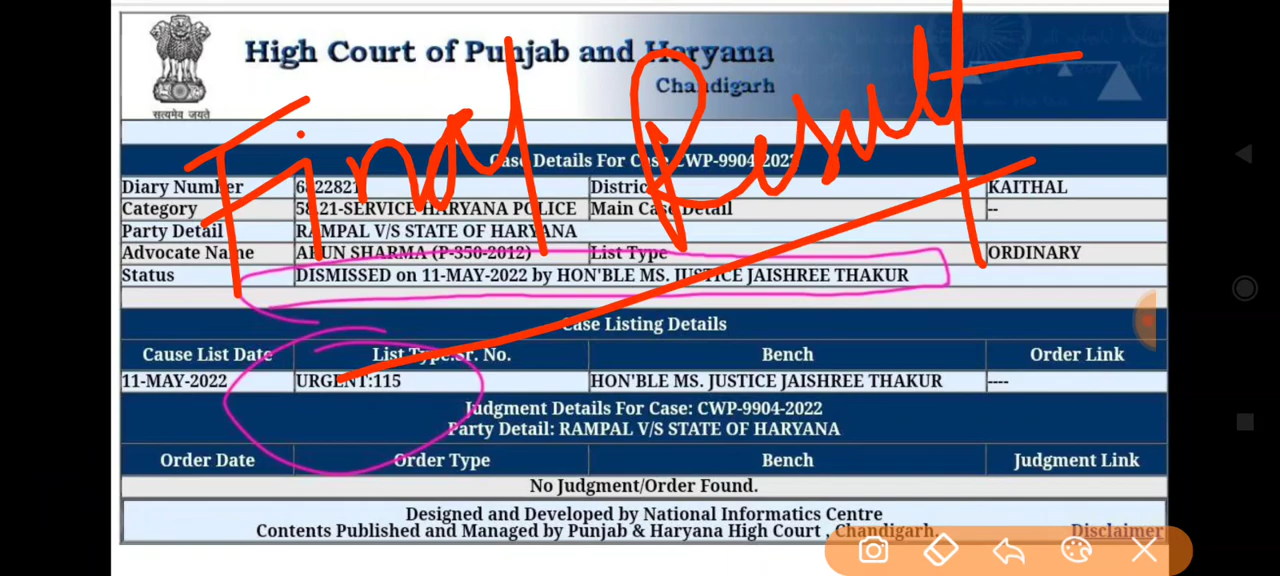 High Court of Punjab and Haryana
Chandigarh
सत्यमेव जयते
Final Result
Case Details For Case CWP-9904-2022
Diary Number District KAITHAL
Category 58.21-SERVICE HARYANA POLICE Main Case Detail --
Party Detail RAMPAL V/S STATE OF HARYANA
Advocate Name ARUN SHARMA (P-350-2012) List Type ORDINARY
Status DISMISSED on 11-MAY-2022 by HON'BLE MS. JUSTICE JAISHREE THAKUR
Case Listing Details
Cause List Date List Type:Sr. No. Bench Order Link
11-MAY-2022 URGENT:115 HON'BLE MS. JUSTICE JAISHREE THAKUR ----
Judgment Details For Case: CWP-9904-2022
Party Detail: RAMPAL V/S STATE OF HARYANA
Order Date Order Type Bench Judgment Link
No Judgment/Order Found.
Designed and Developed by National Informatics Centre
Contents Published and Managed by Punjab & Haryana High Court , Chandigarh. Disclaimer